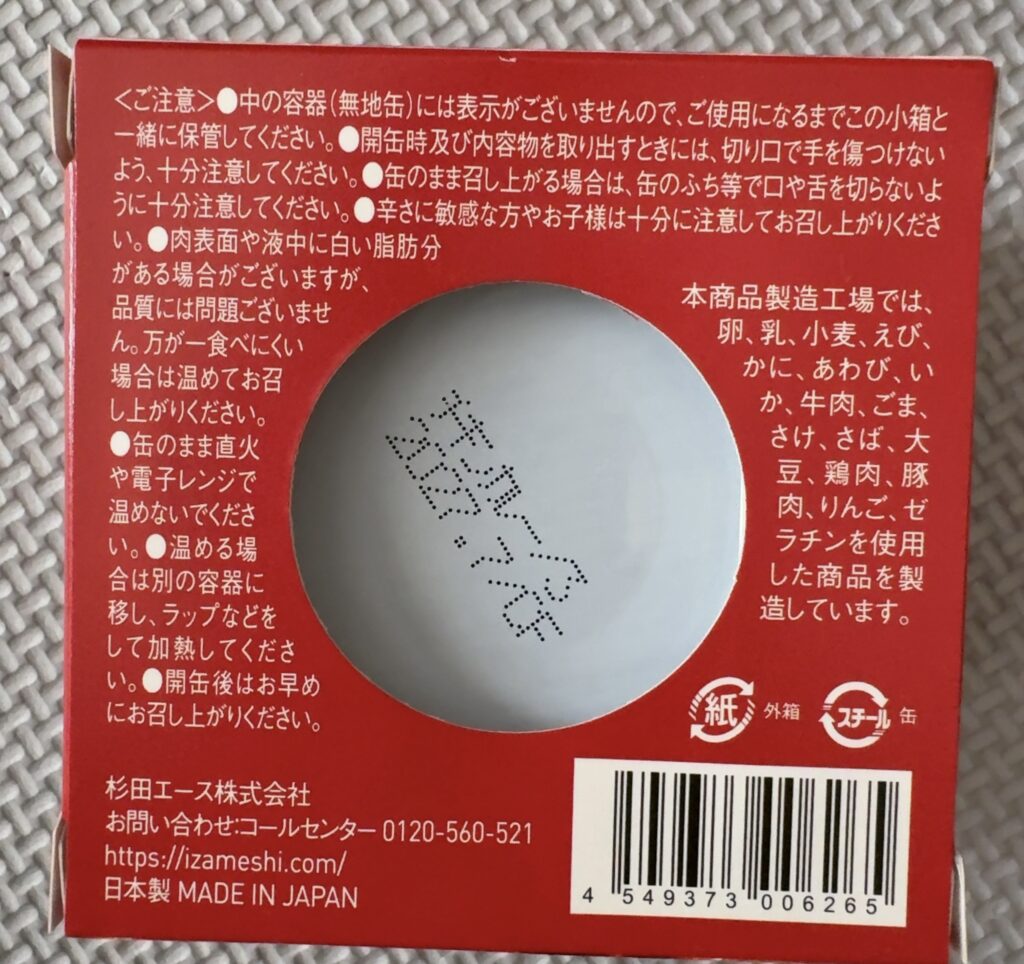 ＜ご注意＞●中の容器（無地缶）には表示がございませんので、ご使用になるまでこの小箱と
一緒に保管してください。●開缶時及び内容物を取り出すときには、切り口で手を傷つけない
よう、十分注意してください。●缶のまま召し上がる場合は、缶のふち等で口や舌を切らないよ
うに十分注意してください。●辛さに敏感な方やお子様は十分に注意してお召し上がりくださ
い。●肉表面や液中に白い脂肪分
がある場合がございますが、
品質には問題ございませ
ん。万が一食べにくい
場合は温めてお召
し上がりください。
●缶のまま直火
や電子レンジで
温めないでくださ
い。●温める場
合は別の容器に
移し、ラップなどを
して加熱してくださ
い。●開缶後はお早め
にお召し上がりください。
本商品製造工場では、
卵、乳、小麦、えび、
かに、あわび、い
か、牛肉、ごま、
さけ、さば、大
豆、鶏肉、豚
肉、りんご、ゼ
ラチンを使用
した商品を製
造しています。
紙 外箱 スチール 缶
杉田エース株式会社
お問い合わせ:コールセンター 0120-560-521
https://izameshi.com/
日本製 MADE IN JAPAN
4 549373 006265